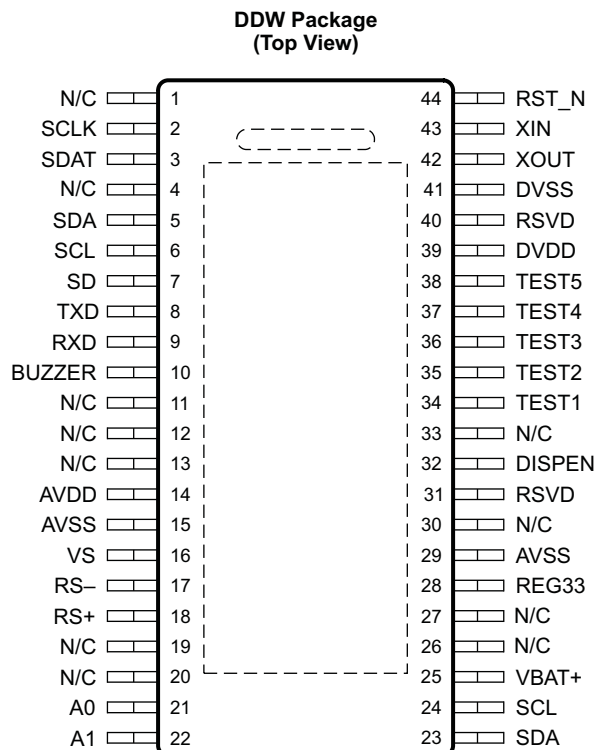 DDW Package
(Top View)
N/C 1 44 RST_N
SCLK 2 43 XIN
SDAT 3 42 XOUT
N/C 4 41 DVSS
SDA 5 40 RSVD
SCL 6 39 DVDD
SD 7 38 TEST5
TXD 8 37 TEST4
RXD 9 36 TEST3
BUZZER 10 35 TEST2
N/C 11 34 TEST1
N/C 12 33 N/C
N/C 13 32 DISPEN
AVDD 14 31 RSVD
AVSS 15 30 N/C
VS 16 29 AVSS
RS– 17 28 REG33
RS+ 18 27 N/C
N/C 19 26 N/C
N/C 20 25 VBAT+
A0 21 24 SCL
A1 22 23 SDA